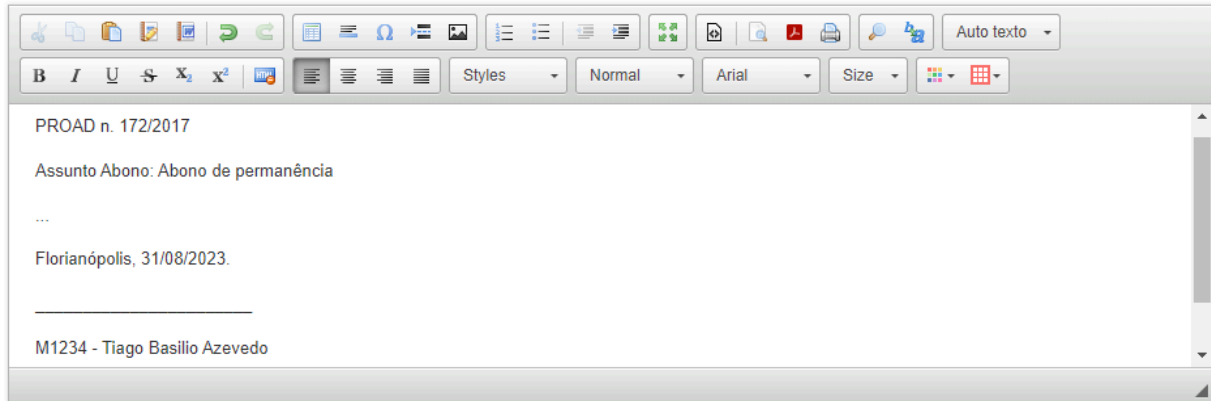 Auto texto
B I U S X₂ X²
Styles Normal Arial Size
PROAD n. 172/2017
Assunto Abono: Abono de permanência
...
Florianópolis, 31/08/2023.
________________________
M1234 - Tiago Basilio Azevedo